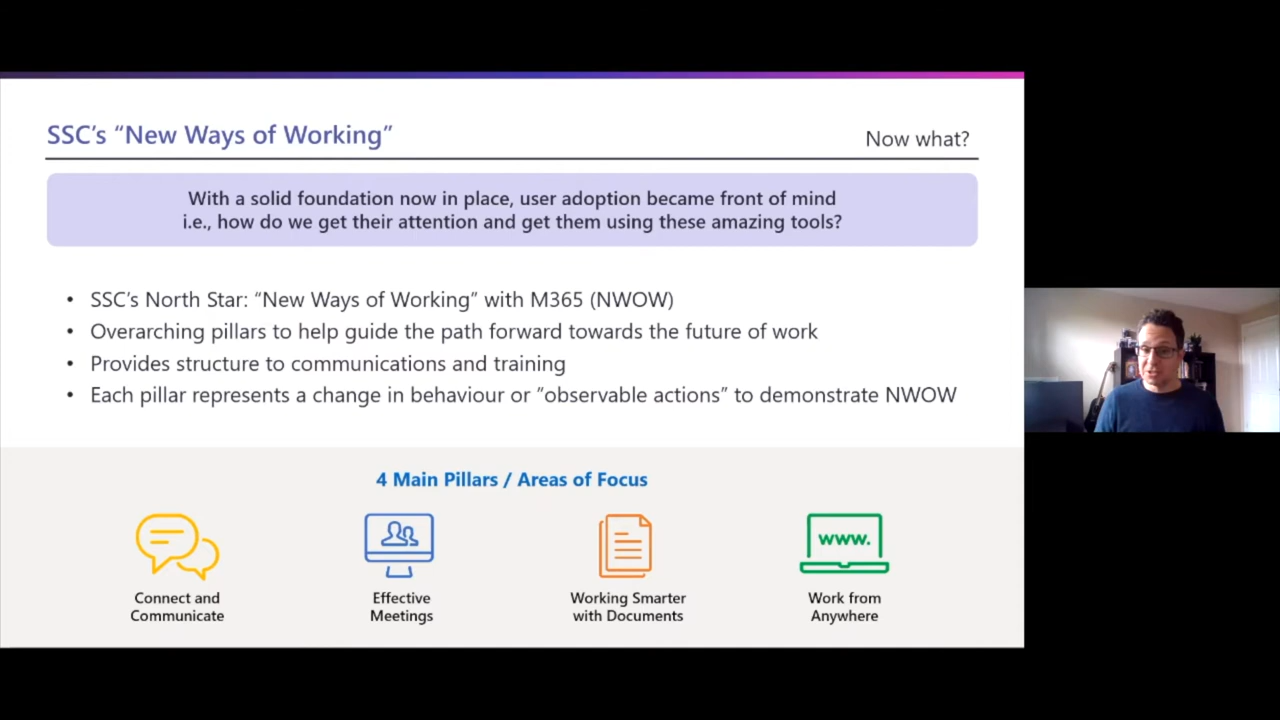 SSC's “New Ways of Working”
Now what?
With a solid foundation now in place, user adoption became front of mind
i.e., how do we get their attention and get them using these amazing tools?
• SSC's North Star: “New Ways of Working” with M365 (NWOW)
• Overarching pillars to help guide the path forward towards the future of work
• Provides structure to communications and training
• Each pillar represents a change in behaviour or “observable actions” to demonstrate NWOW
4 Main Pillars / Areas of Focus
www.
Connect and
Communicate
Effective
Meetings
Working Smarter
with Documents
Work from
Anywhere